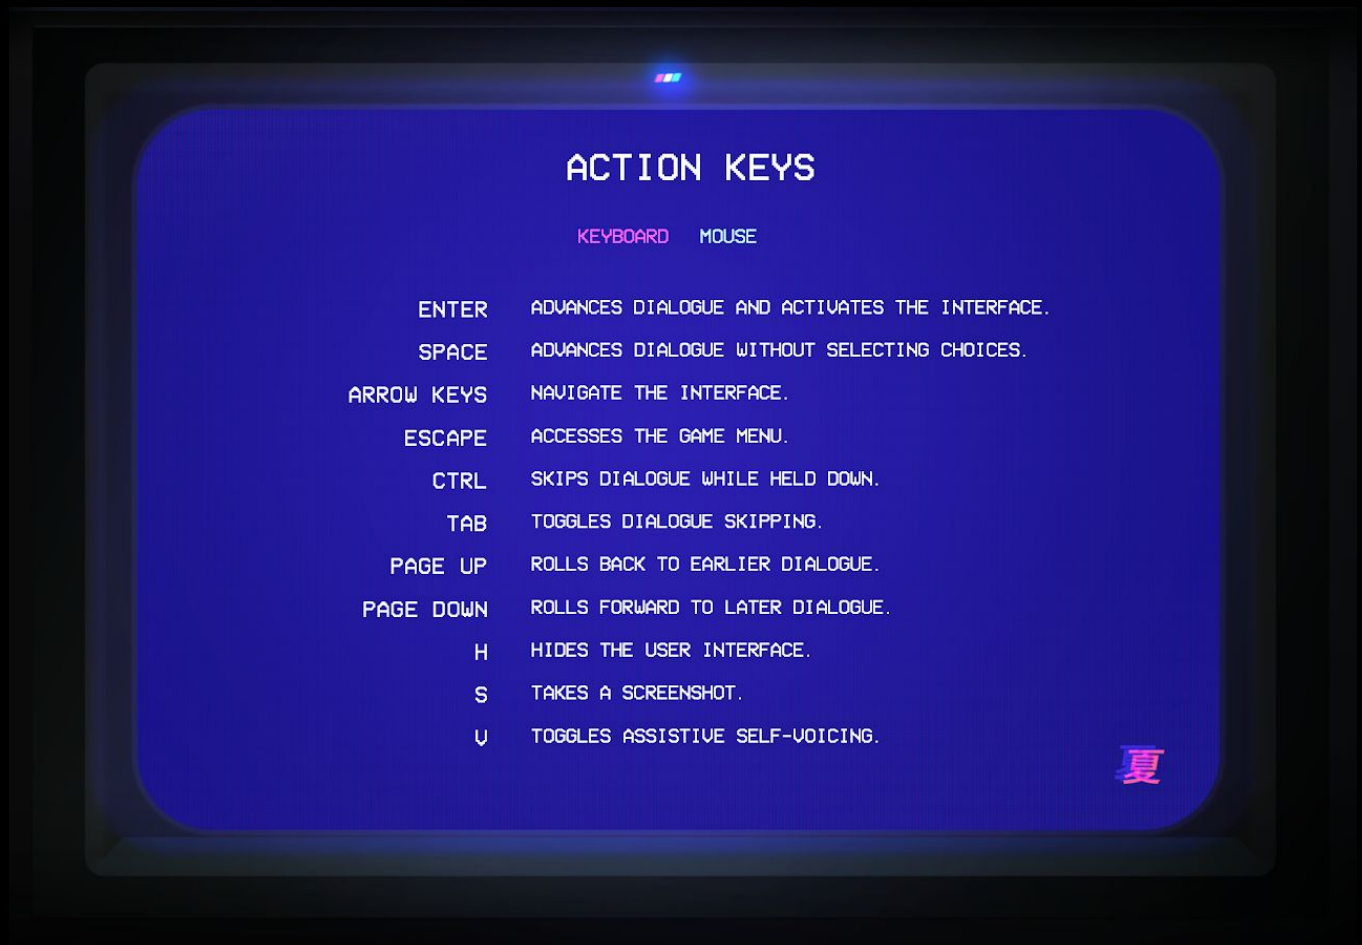 ACTION KEYS
KEYBOARD MOUSE
ENTER ADVANCES DIALOGUE AND ACTIVATES THE INTERFACE.
SPACE ADVANCES DIALOGUE WITHOUT SELECTING CHOICES.
ARROW KEYS NAVIGATE THE INTERFACE.
ESCAPE ACCESSES THE GAME MENU.
CTRL SKIPS DIALOGUE WHILE HELD DOWN.
TAB TOGGLES DIALOGUE SKIPPING.
PAGE UP ROLLS BACK TO EARLIER DIALOGUE.
PAGE DOWN ROLLS FORWARD TO LATER DIALOGUE.
H HIDES THE USER INTERFACE.
S TAKES A SCREENSHOT.
V TOGGLES ASSISTIVE SELF-VOICING.
夏